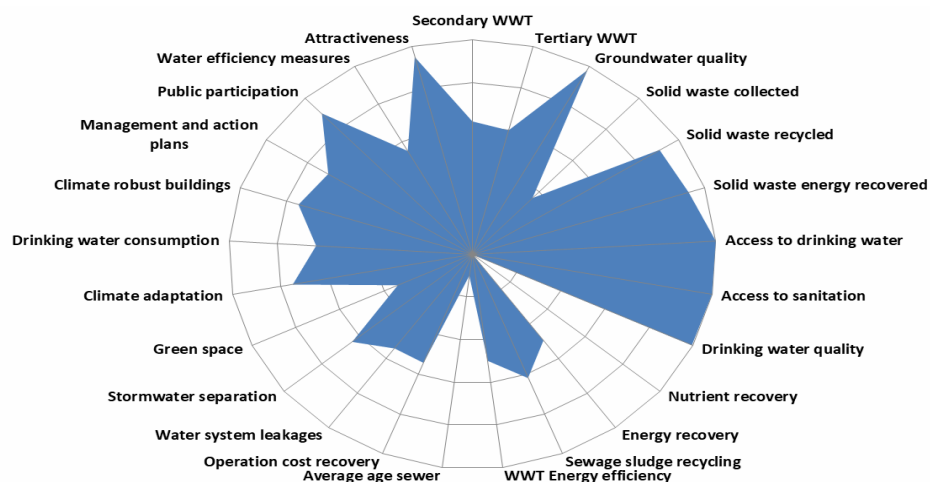 Secondary WWT
Tertiary WWT
Groundwater quality
Solid waste collected
Solid waste recycled
Solid waste energy recovered
Access to drinking water
Access to sanitation
Drinking water quality
Nutrient recovery
Energy recovery
Sewage sludge recycling
WWT Energy efficiency
Average age sewer
Operation cost recovery
Water system leakages
Stormwater separation
Green space
Climate adaptation
Drinking water consumption
Climate robust buildings
Management and action
plans
Public participation
Water efficiency measures
Attractiveness